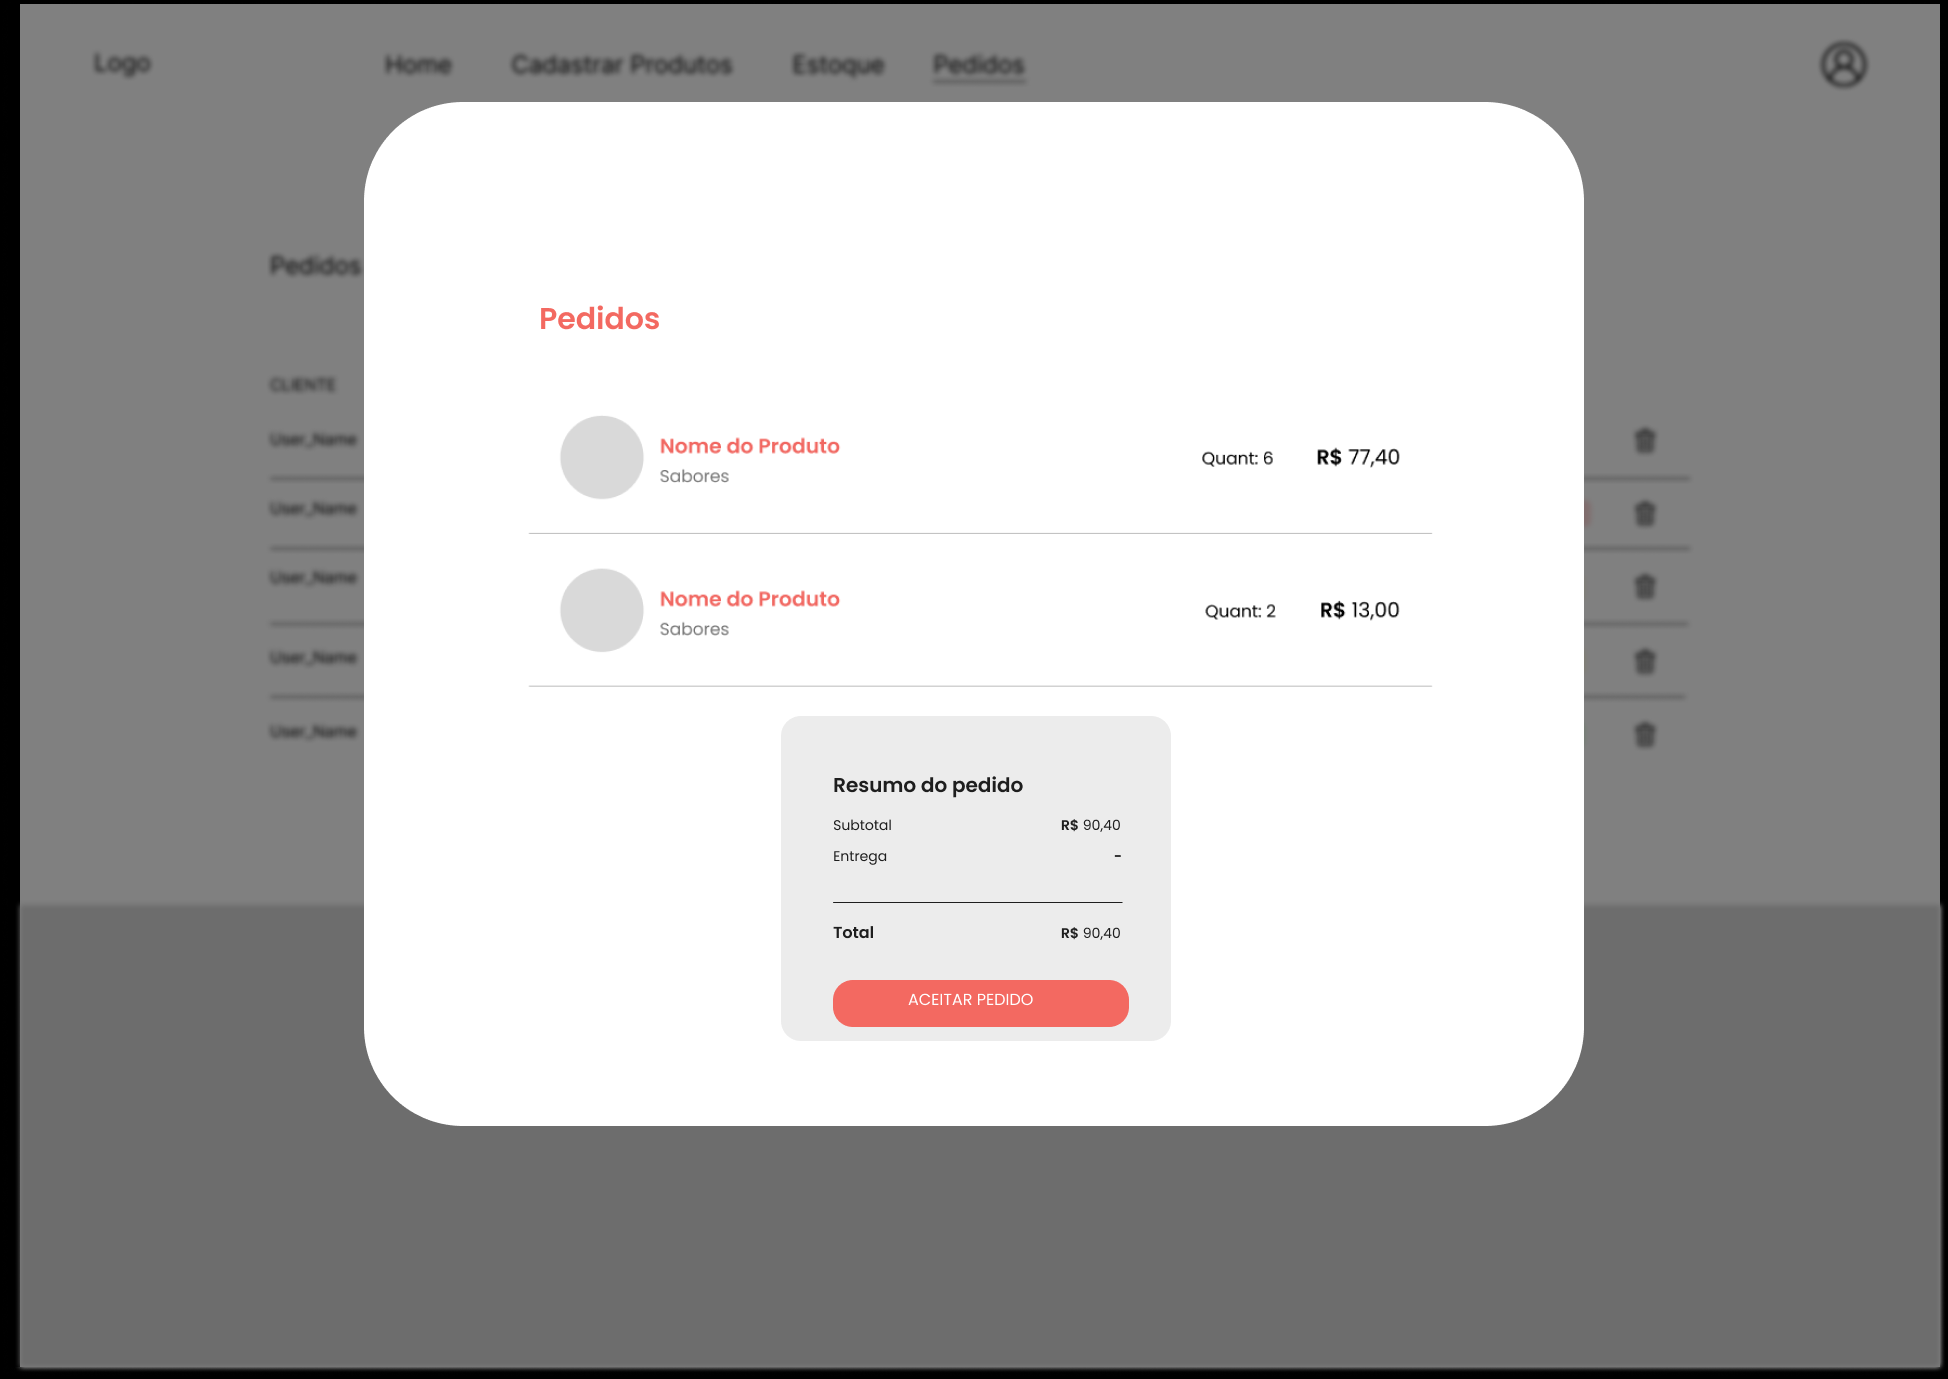 Logo
Home
Cadastrar Produtos
Estoque
Pedidos
Pedidos
CLIENTE
User_Name
User_Name
User_Name
User_Name
User_Name
Pedidos
Nome do Produto
Sabores
Quant: 6
R$ 77,40
Nome do Produto
Sabores
Quant: 2
R$ 13,00
Resumo do pedido
Subtotal R$ 90,40
Entrega -
Total R$ 90,40
ACEITAR PEDIDO